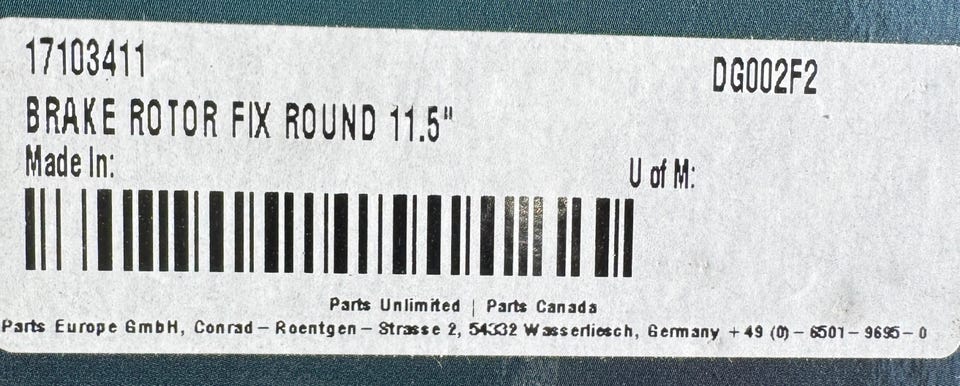 17103411
DG002F2
BRAKE ROTOR FIX ROUND 11.5"
Made In:
U of M:
Parts Unlimited | Parts Canada
Parts Europe GmbH, Conrad - Roentgen - Strasse 2, 54332 Wasserliesch, Germany +49 (0) - 6501 - 9695 - 0